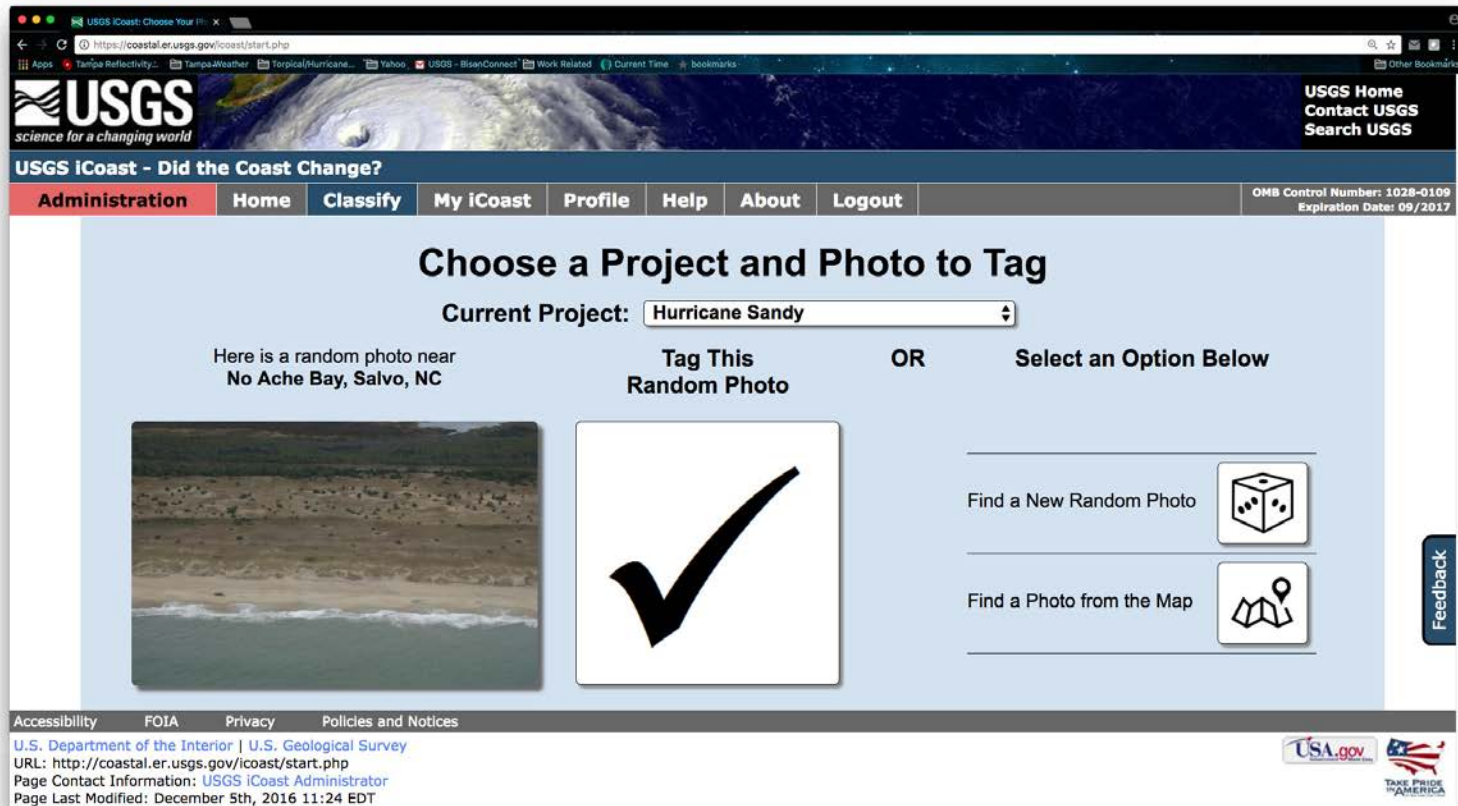 USGS iCoast: Choose Your Ph
https://coastal.er.usgs.gov/icoast/start.php
Apps Tampa Reflectivity... TampaWeather Torpical/Hurricane... Yahoo USGS - BisonConnect Work Related Current Time bookmarks Other Bookmarks
USGS
science for a changing world
USGS Home
Contact USGS
Search USGS
USGS iCoast - Did the Coast Change?
Administration Home Classify My iCoast Profile Help About Logout
OMB Control Number: 1028-0109
Expiration Date: 09/2017
Choose a Project and Photo to Tag
Current Project: Hurricane Sandy
Here is a random photo near
No Ache Bay, Salvo, NC
Tag This
Random Photo
OR
Select an Option Below
Find a New Random Photo
Find a Photo from the Map
Feedback
Accessibility FOIA Privacy Policies and Notices
U.S. Department of the Interior | U.S. Geological Survey
URL: http://coastal.er.usgs.gov/icoast/start.php
Page Contact Information: USGS iCoast Administrator
Page Last Modified: December 5th, 2016 11:24 EDT
USA.gov
TAKE PRIDE
IN AMERICA